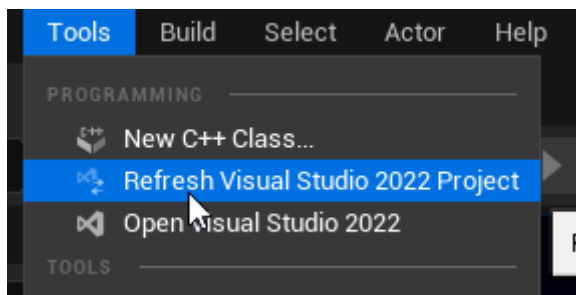 Tools Build Select Actor Help
PROGRAMMING
New C++ Class...
Refresh Visual Studio 2022 Project
Open Visual Studio 2022
TOOLS